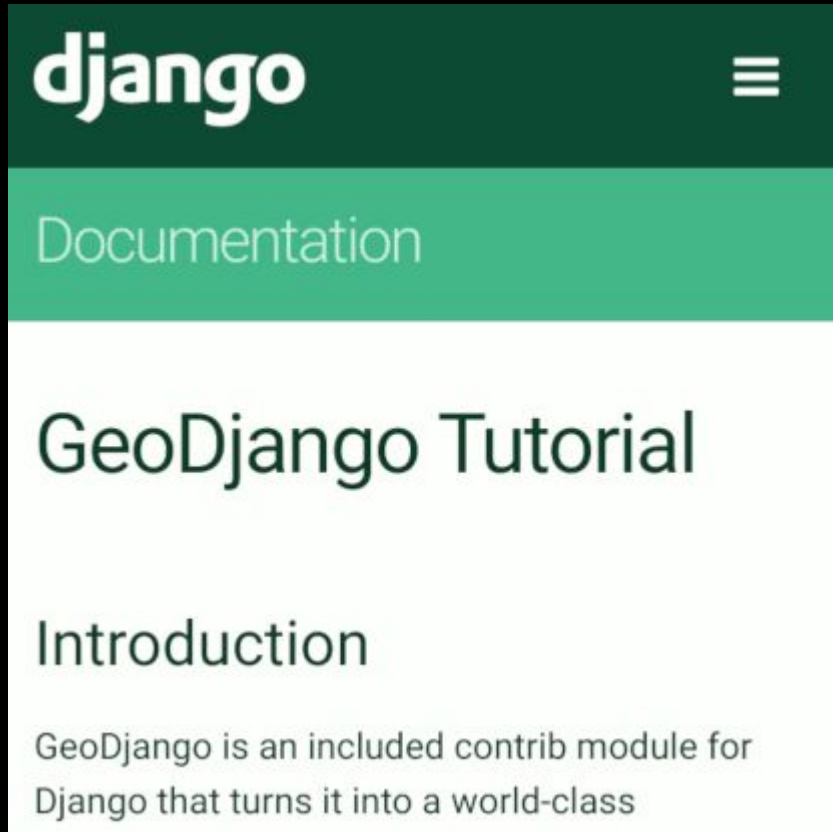 django
Documentation
GeoDjango Tutorial
Introduction
GeoDjango is an included contrib module for
Django that turns it into a world-class